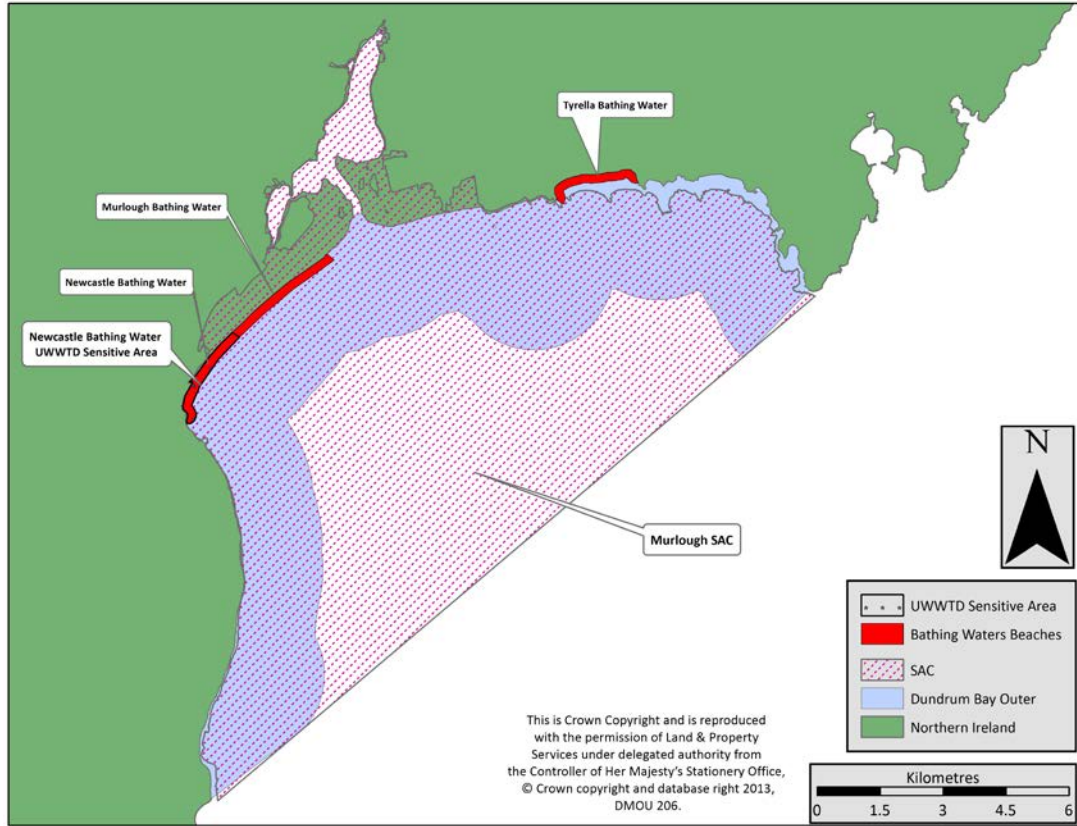 Tyrella Bathing Water
Murlough Bathing Water
Newcastle Bathing Water
Newcastle Bathing Water
UWWTD Sensitive Area
Murlough SAC
N
UWWTD Sensitive Area
Bathing Waters Beaches
SAC
Dundrum Bay Outer
Northern Ireland
This is Crown Copyright and is reproduced
with the permission of Land & Property
Services under delegated authority from
the Controller of Her Majesty's Stationery Office,
© Crown copyright and database right 2013,
DMOU 206.
Kilometres
0 1.5 3 4.5 6